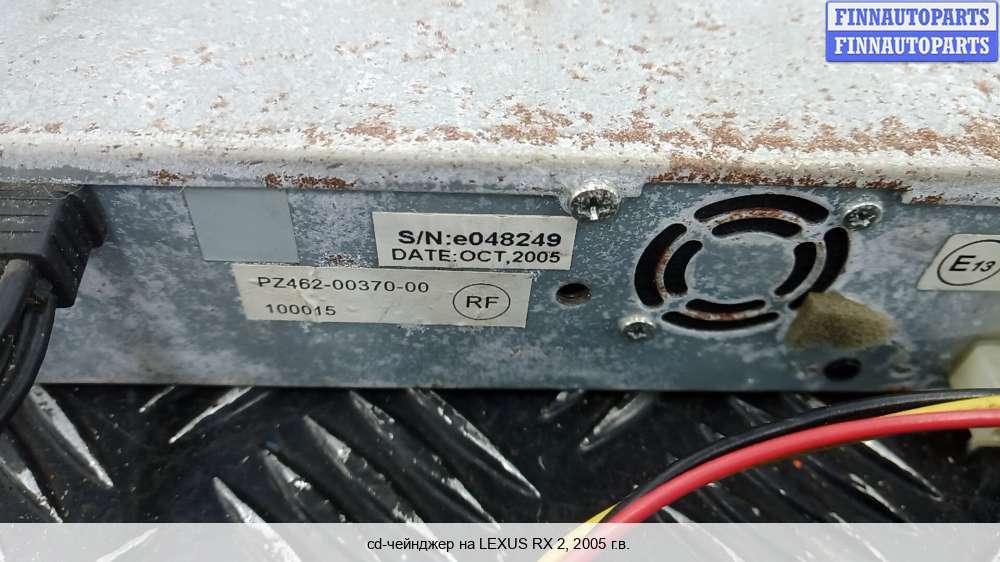 FINNAUTOPARTS
FINNAUTOPARTS
S/N:e048249
DATE:OCT,2005
PZ462-00370-00
100015
RF
E13
cd-чейнджер на LEXUS RX 2, 2005 г.в.